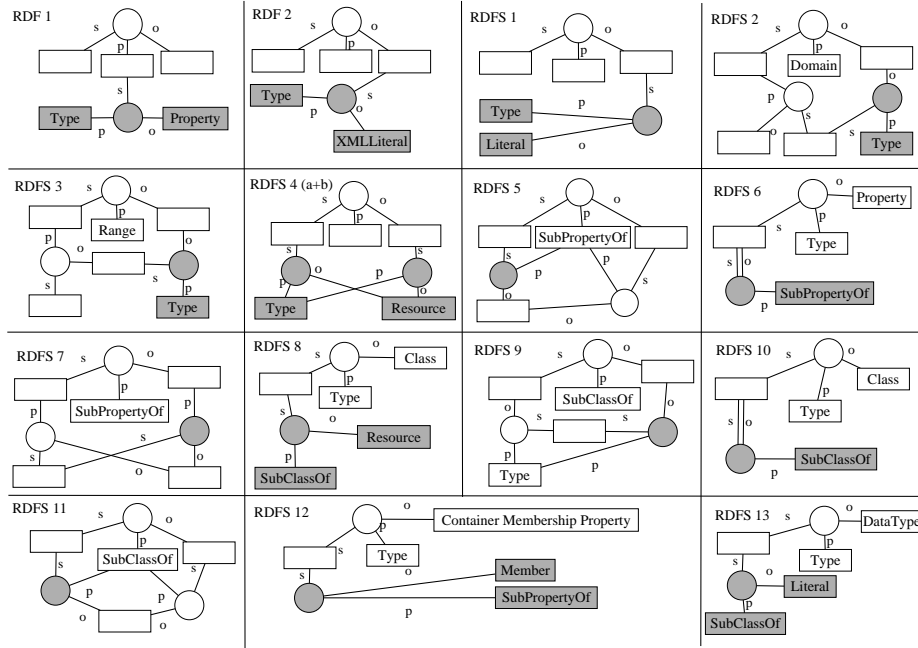 RDF 1
s
o
p
s
Type
p
o
Property
RDF 2
s
o
p
Type
p
o
s
XMLLiteral
RDFS 1
s
o
p
s
Type
p
Literal
o
RDFS 2
s
o
p
Domain
o
p
o
s
s
p
Type
RDFS 3
s
o
p
Range
p
o
o
s
s
p
Type
RDFS 4 (a+b)
s
o
p
s
s
p
o
p
o
Type
Resource
RDFS 5
s
o
p
SubPropertyOf
s
p
p
s
o
o
RDFS 6
o
Property
s
p
Type
s
o
p
SubPropertyOf
RDFS 7
s
o
p
SubPropertyOf
p
p
s
s
o
o
RDFS 8
s
o
Class
p
Type
s
o
Resource
p
SubClassOf
RDFS 9
s
o
p
SubClassOf
o
o
s
s
p
Type
p
RDFS 10
s
o
Class
p
Type
s
o
p
SubClassOf
RDFS 11
s
o
p
SubClassOf
s
s
p
p
o
o
RDFS 12
o
Container Membership Property
p
s
Type
s
o
Member
SubPropertyOf
p
RDFS 13
s
o
DataType
p
Type
s
o
Literal
p
SubClassOf